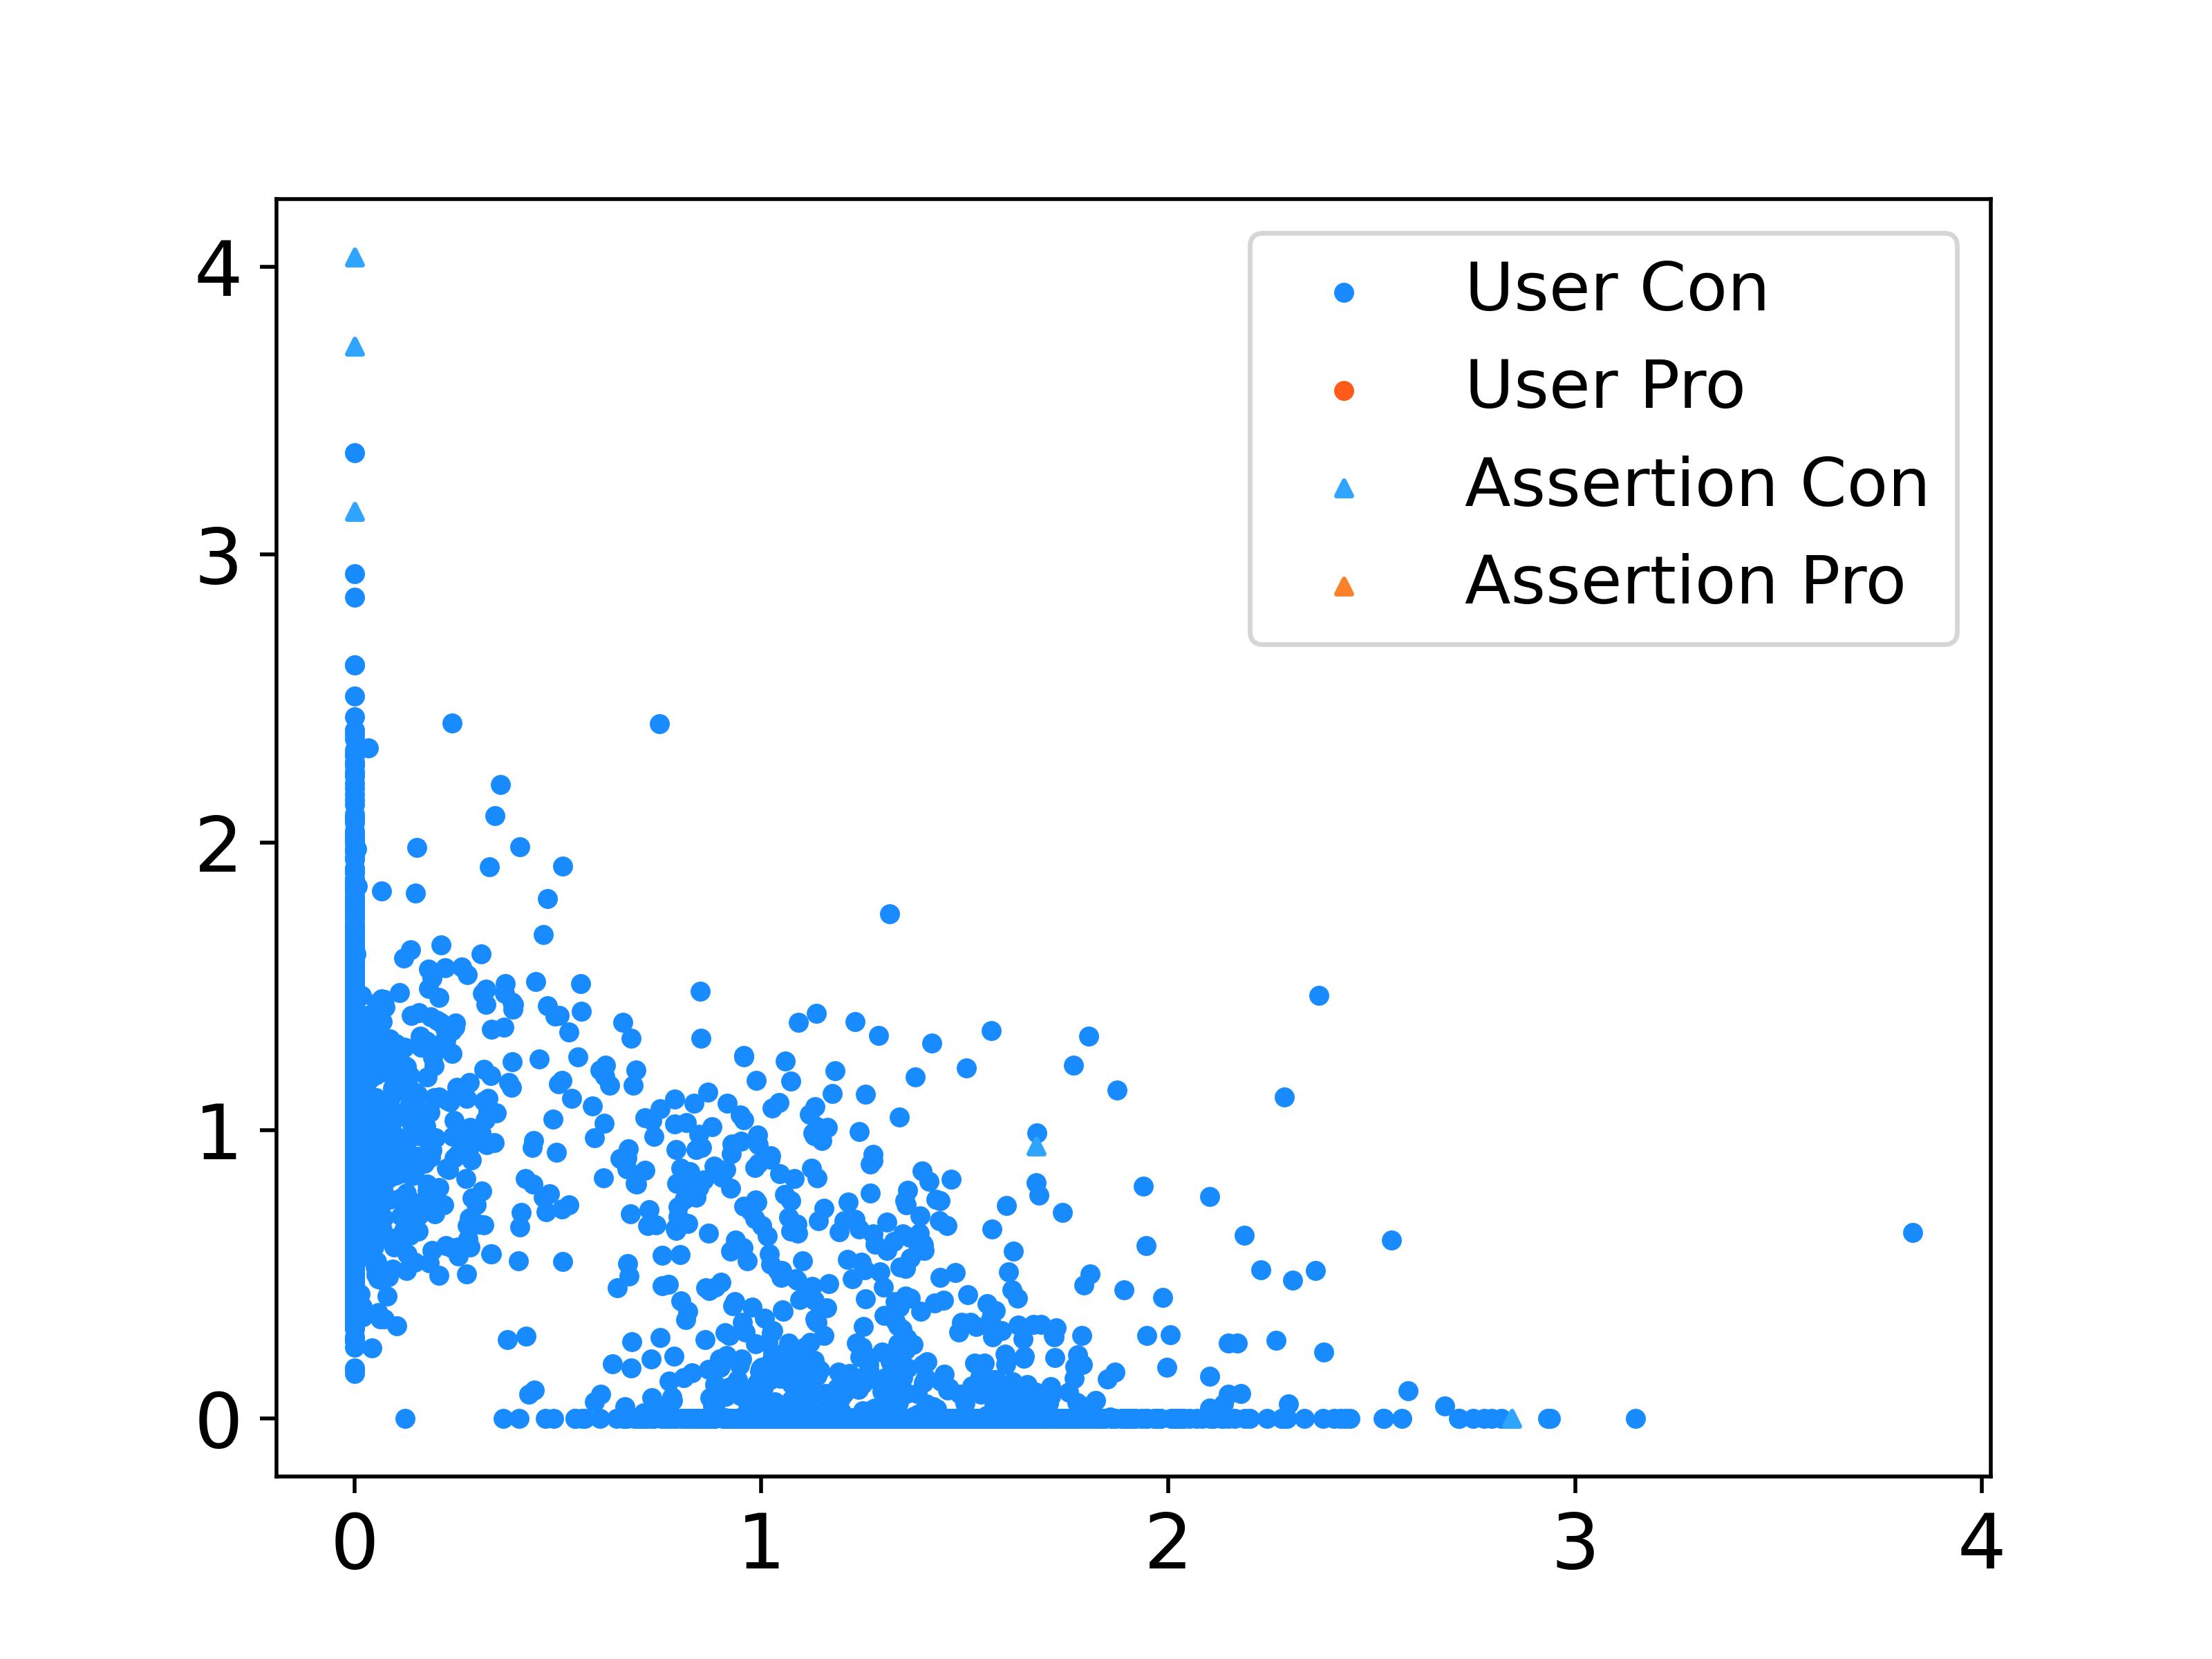 4
3
2
1
0
0 1 2 3 4
User Con
User Pro
Assertion Con
Assertion Pro